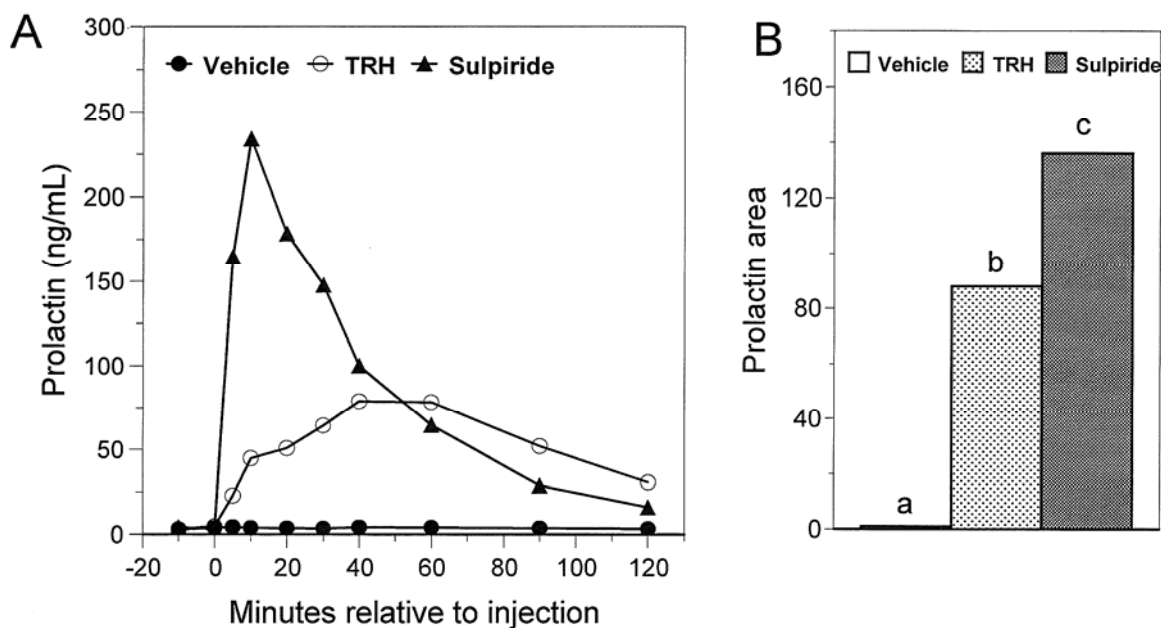 A
Prolactin (ng/mL)
300
250
200
150
100
50
0
Vehicle TRH Sulpiride
-20 0 20 40 60 80 100 120
Minutes relative to injection
B
Prolactin area
160
120
80
40
0
Vehicle TRH Sulpiride
a
b
c